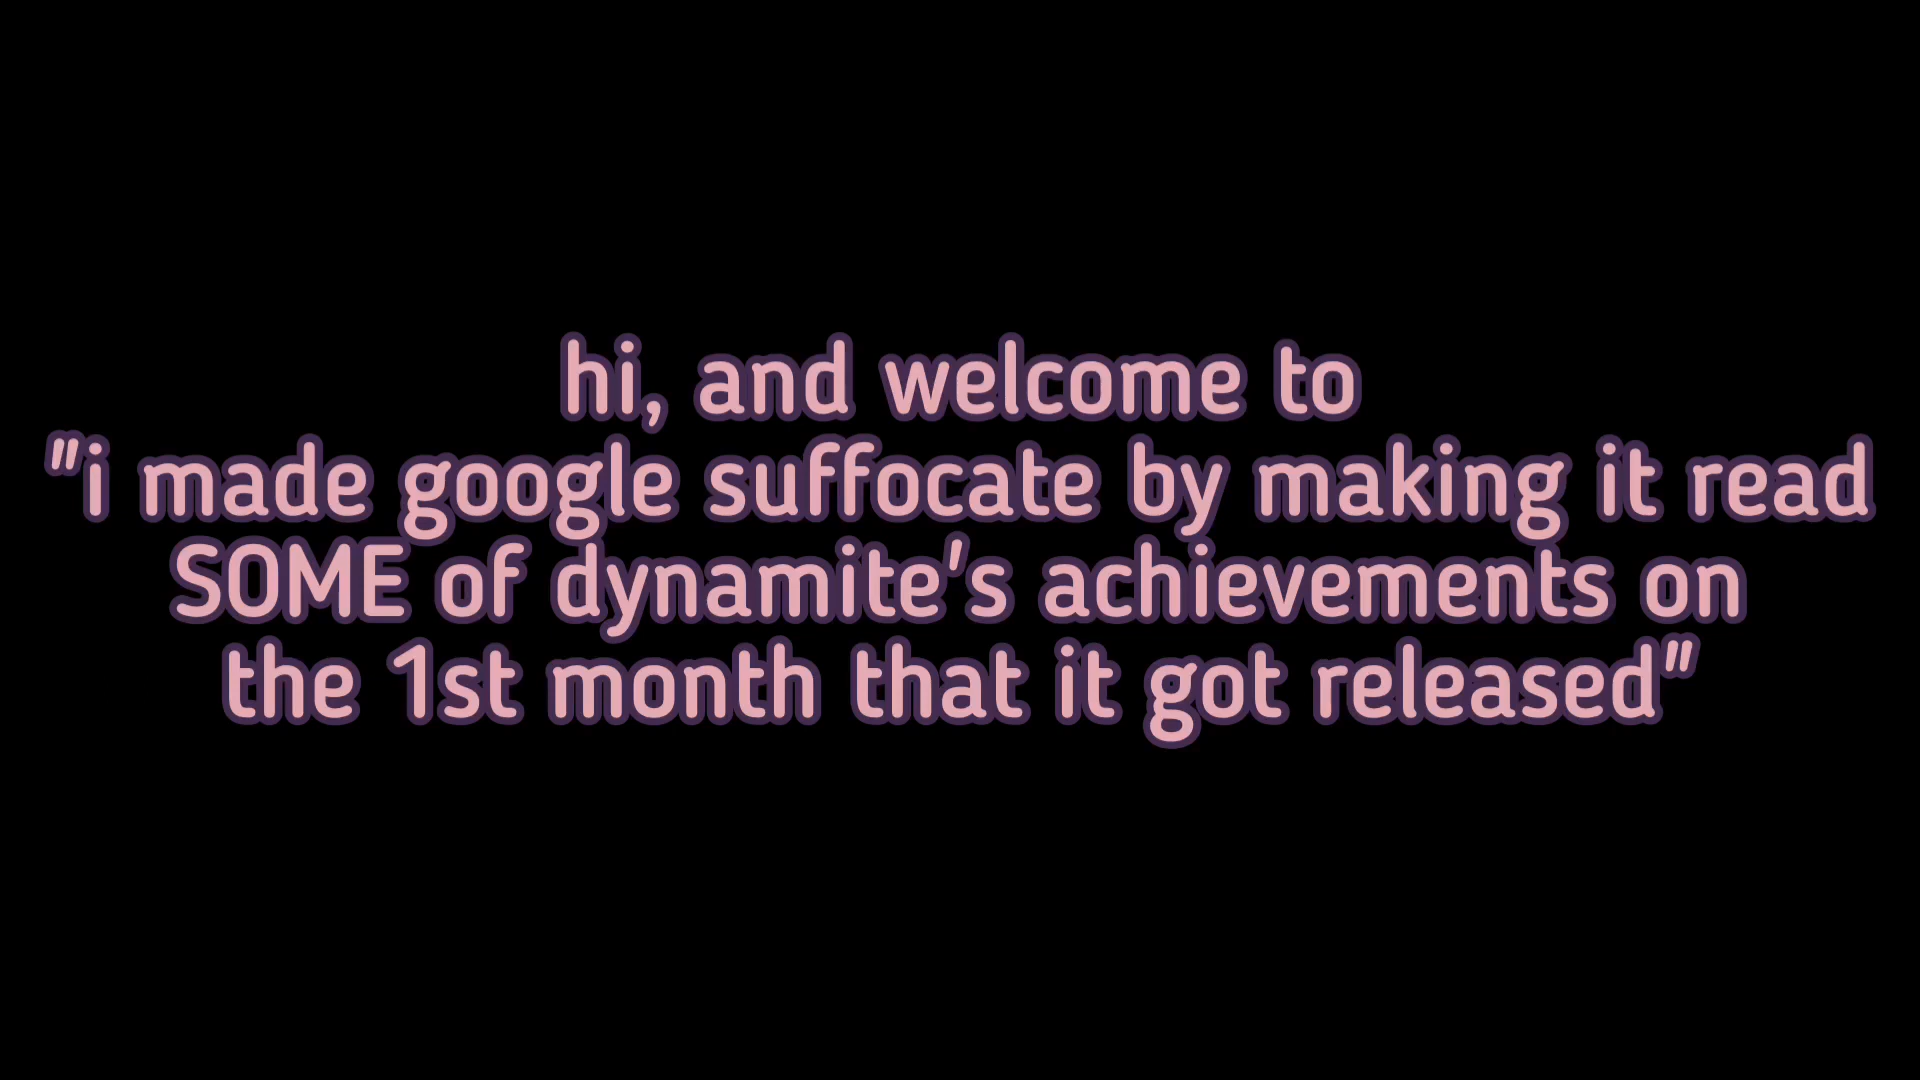 hi, and welcome to
"i made google suffocate by making it read
SOME of dynamite's achievements on
the 1st month that it got released"